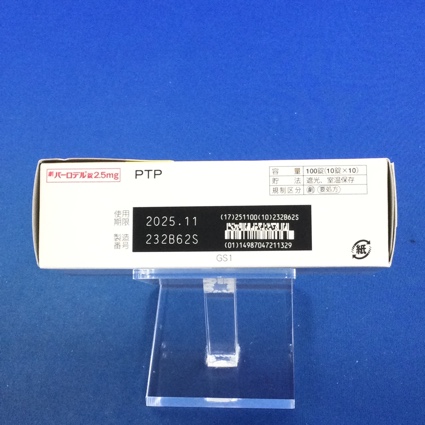 劇 パーロデル錠2.5mg
PTP
容量 100錠(10錠×10)
貯法 遮光、室温保存
規制区分 劇 処方
使用期限 2025.11
製造番号 232B62S
(17)251100(10)232B62S
(01)14987047211329
GS1
紙